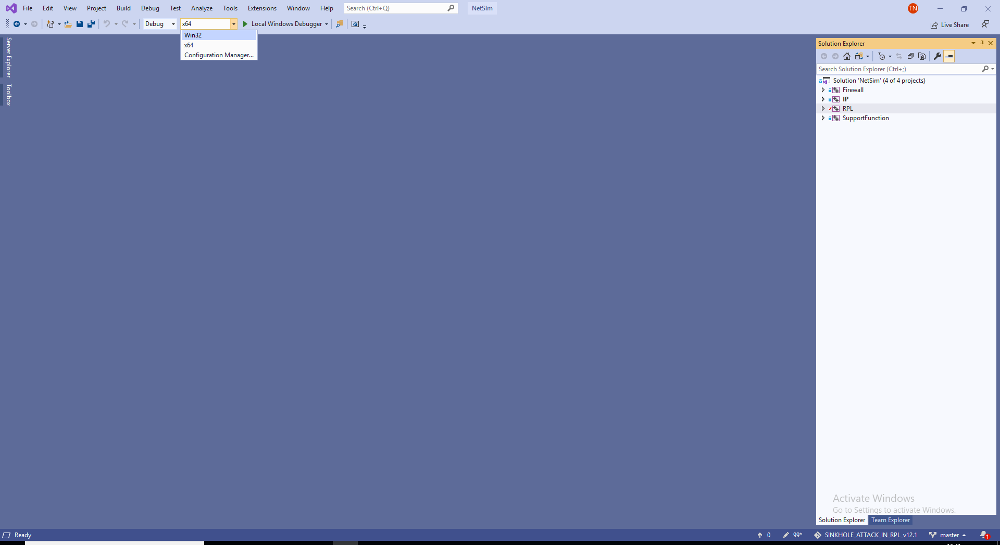 File Edit View Project Build Debug Test Analyze Tools Extensions Window Help Search (Ctrl+Q) NetSim TN
Debug x64 Local Windows Debugger Live Share
Win32
x64
Configuration Manager...
Server Explorer
Toolbox
Solution Explorer
Search Solution Explorer (Ctrl+;)
Solution 'NetSim' (4 of 4 projects)
Firewall
IP
RPL
SupportFunction
Activate Windows
Go to Settings to activate Windows.
Solution Explorer Team Explorer
Ready 0 99* SINKHOLE_ATTACK_IN_RPL_v12.1 master 1